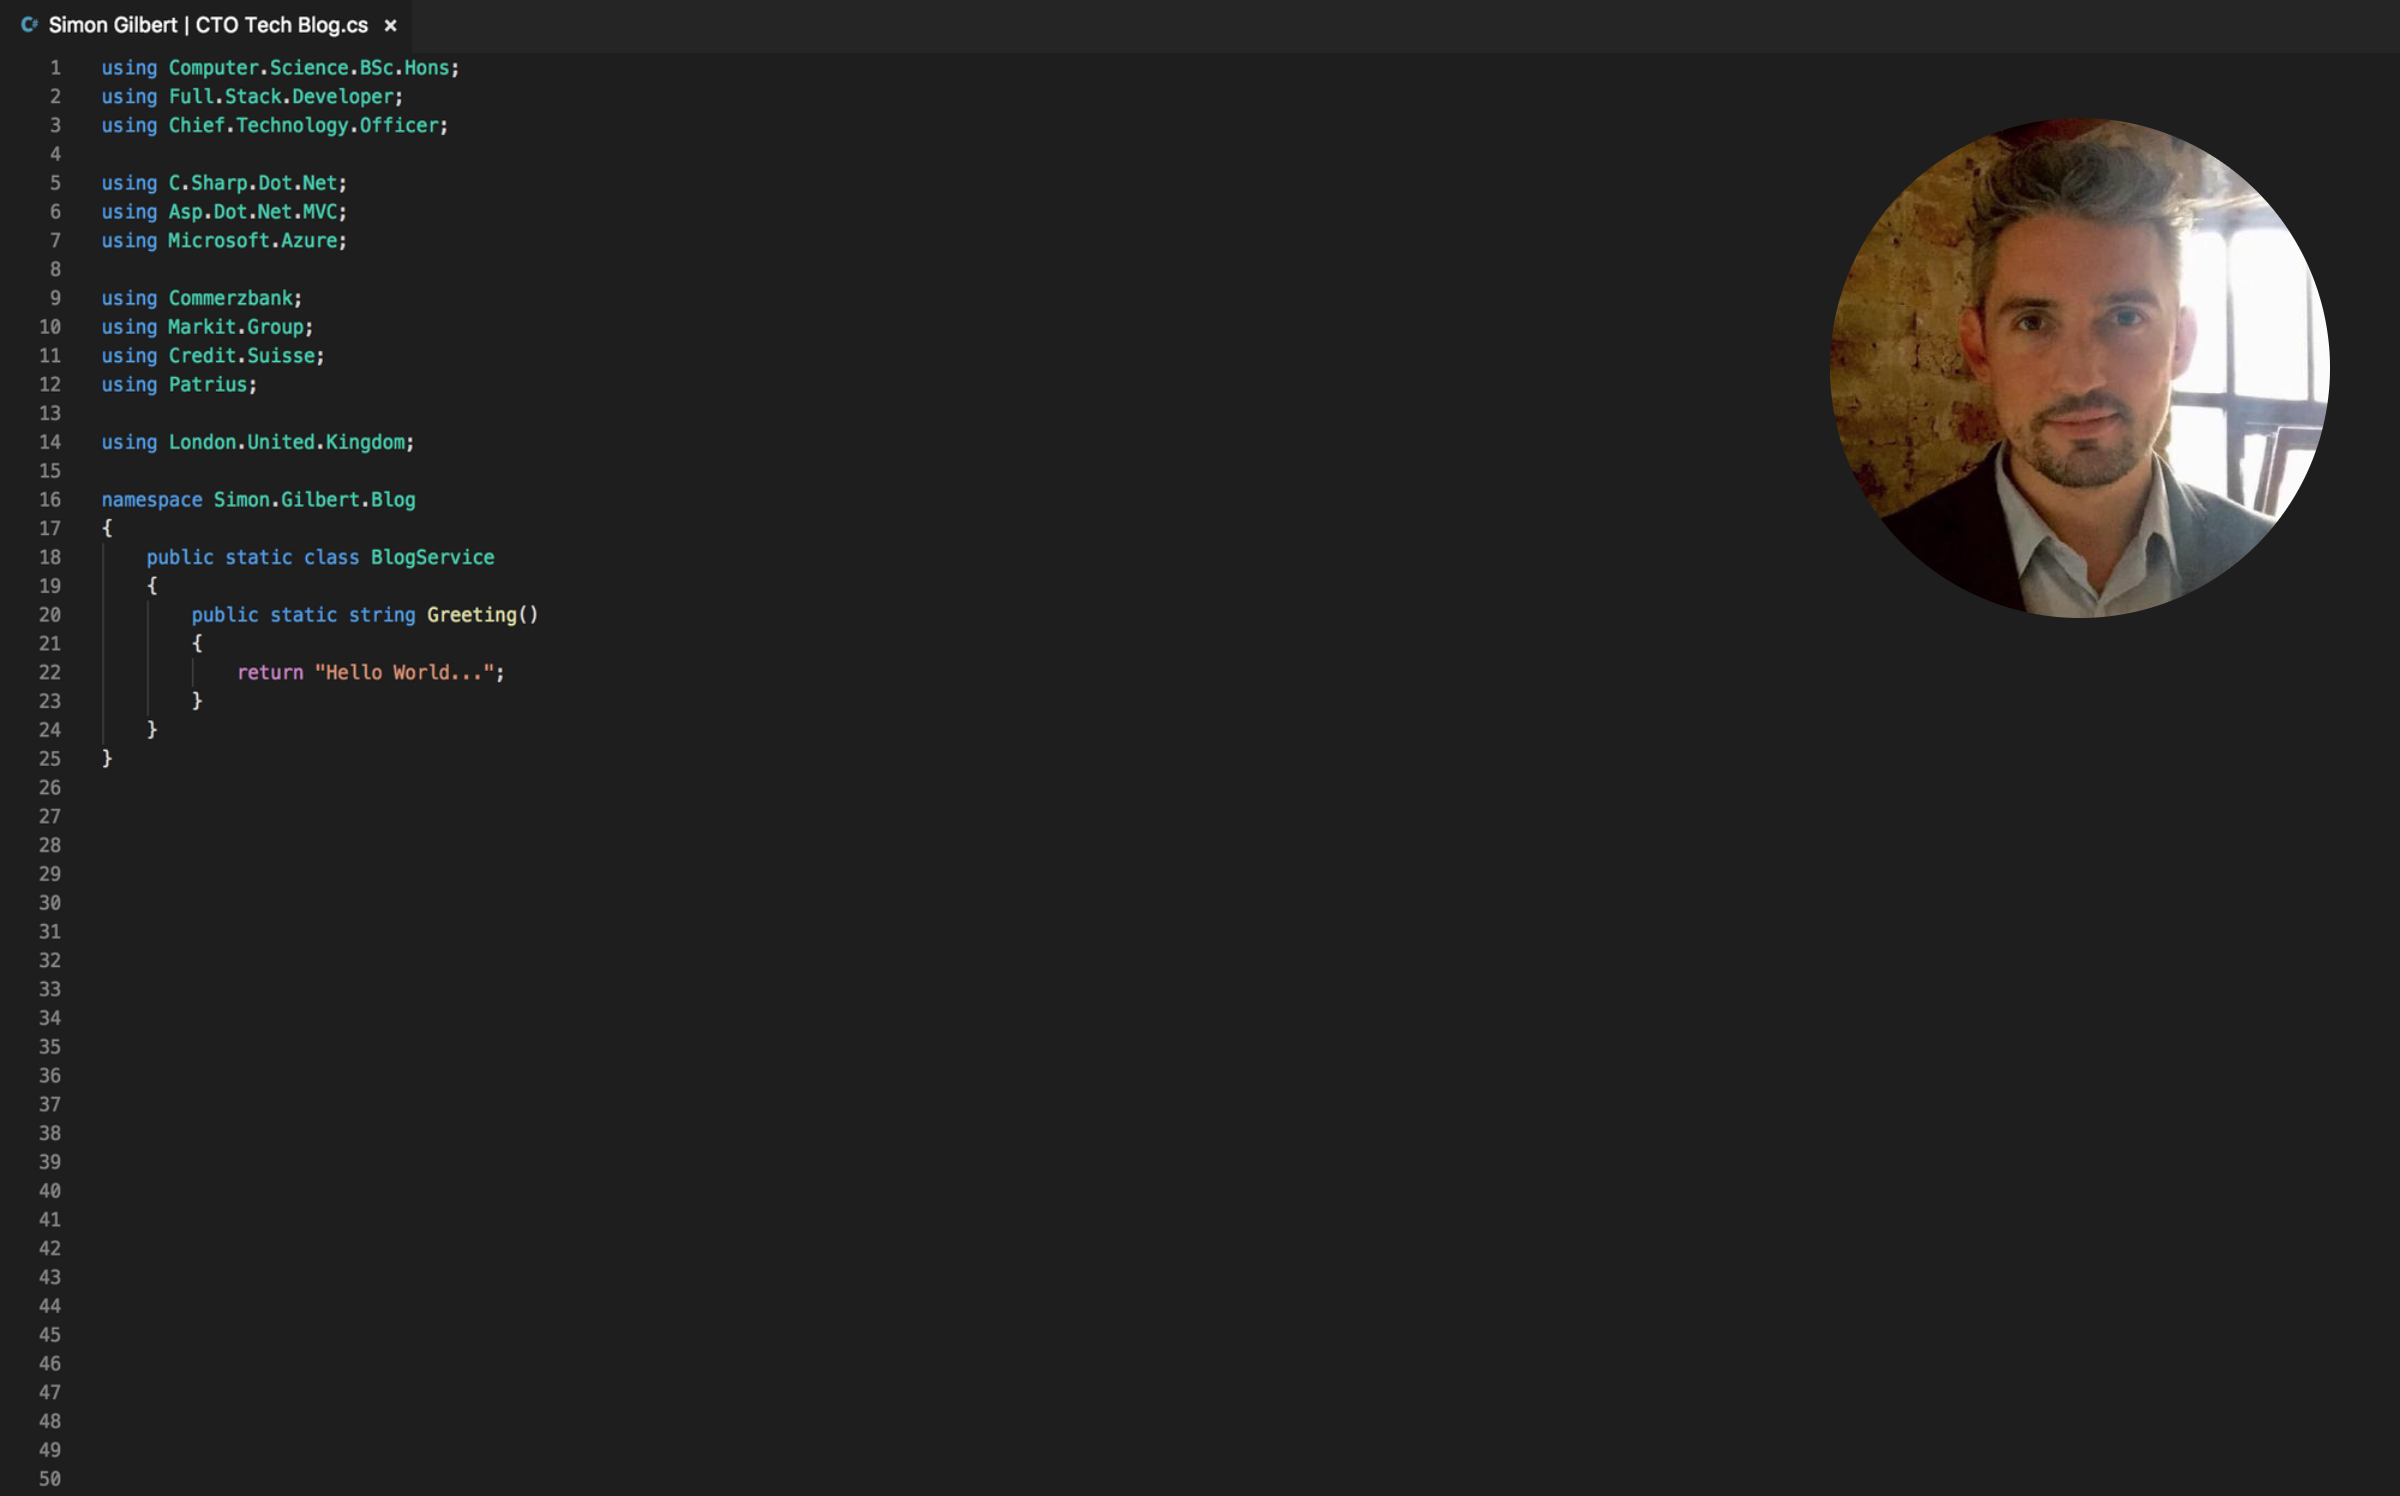 C# Simon Gilbert | CTO Tech Blog.cs ×
1 using Computer.Science.BSc.Hons;
2 using Full.Stack.Developer;
3 using Chief.Technology.Officer;
4
5 using C.Sharp.Dot.Net;
6 using Asp.Dot.Net.MVC;
7 using Microsoft.Azure;
8
9 using Commerzbank;
10 using Markit.Group;
11 using Credit.Suisse;
12 using Patrius;
13
14 using London.United.Kingdom;
15
16 namespace Simon.Gilbert.Blog
17 {
18     public static class BlogService
19     {
20         public static string Greeting()
21         {
22             return "Hello World...";
23         }
24     }
25 }
26
27
28
29
30
31
32
33
34
35
36
37
38
39
40
41
42
43
44
45
46
47
48
49
50